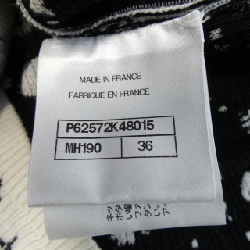 MADE IN FRANCE
FABRIQUE EN FRANCE
P62572K48015
MH190 36